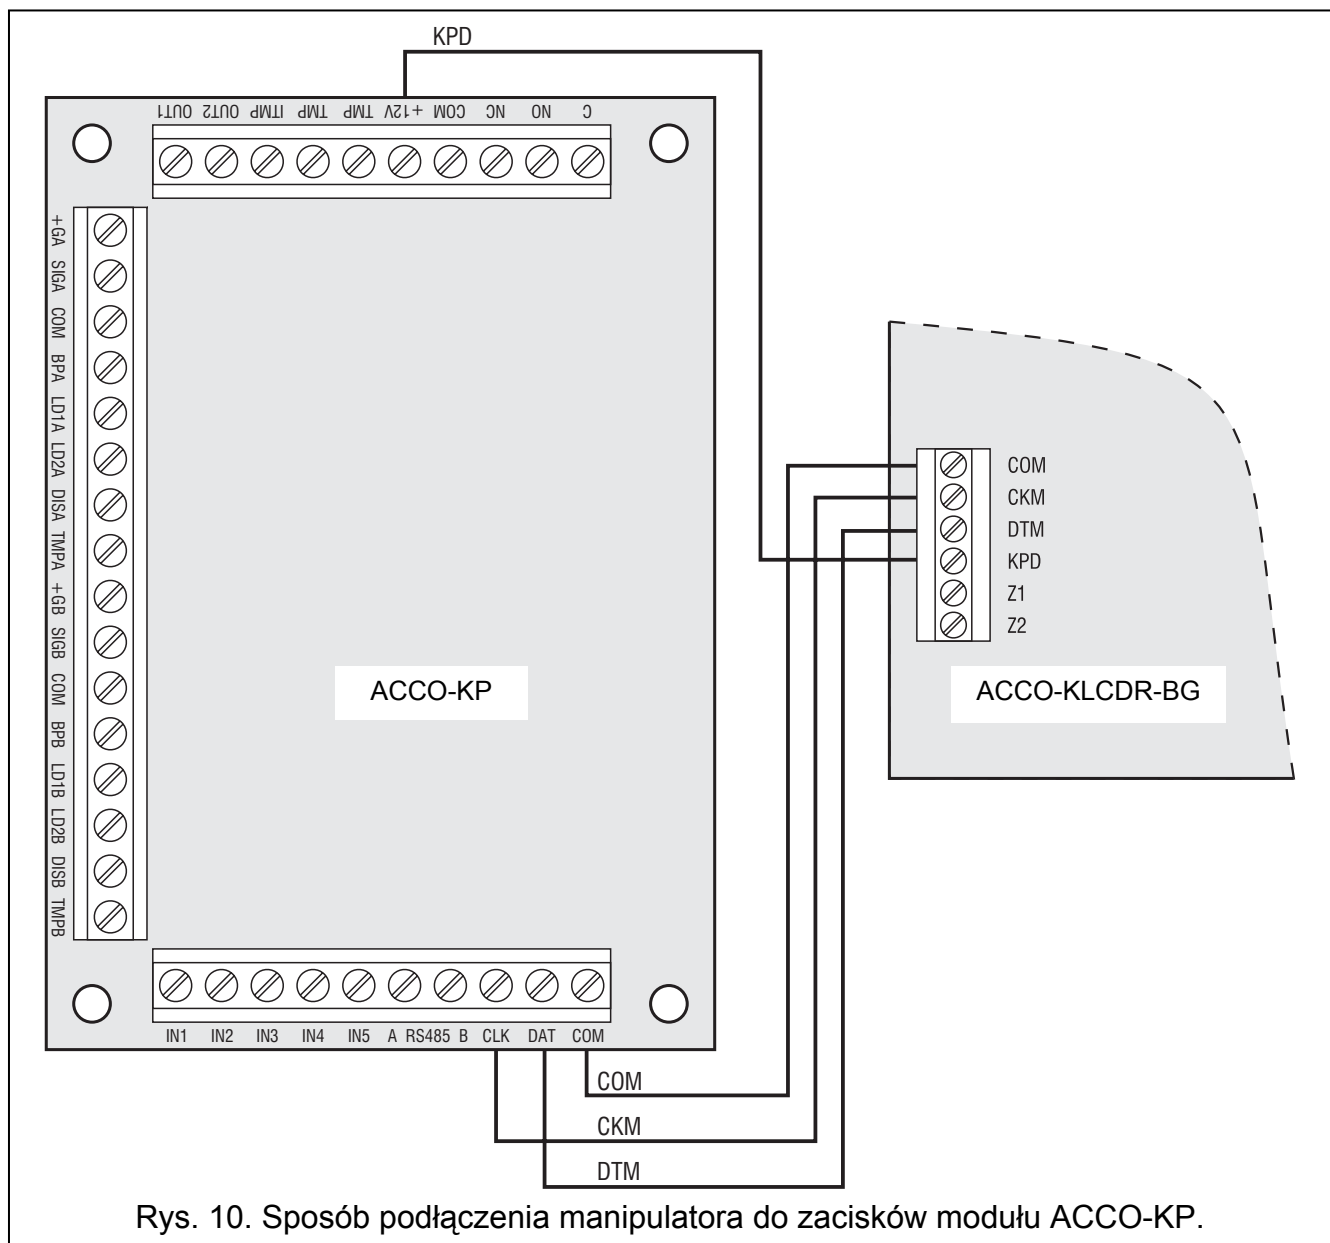 KPD
OUT1 OUT2 ITMP TMP TMP +12V COM NC NO C
+GA
SIGA
COM
BPA
LD1A
LD2A
DISA
TMPA
+GB
SIGB
COM
BPB
LD1B
LD2B
DISB
TMPB
ACCO-KP
IN1 IN2 IN3 IN4 IN5 A RS485 B CLK DAT COM
COM
CKM
DTM
COM
CKM
DTM
KPD
Z1
Z2
ACCO-KLCDR-BG
Rys. 10. Sposób podłączenia manipulatora do zacisków modułu ACCO-KP.